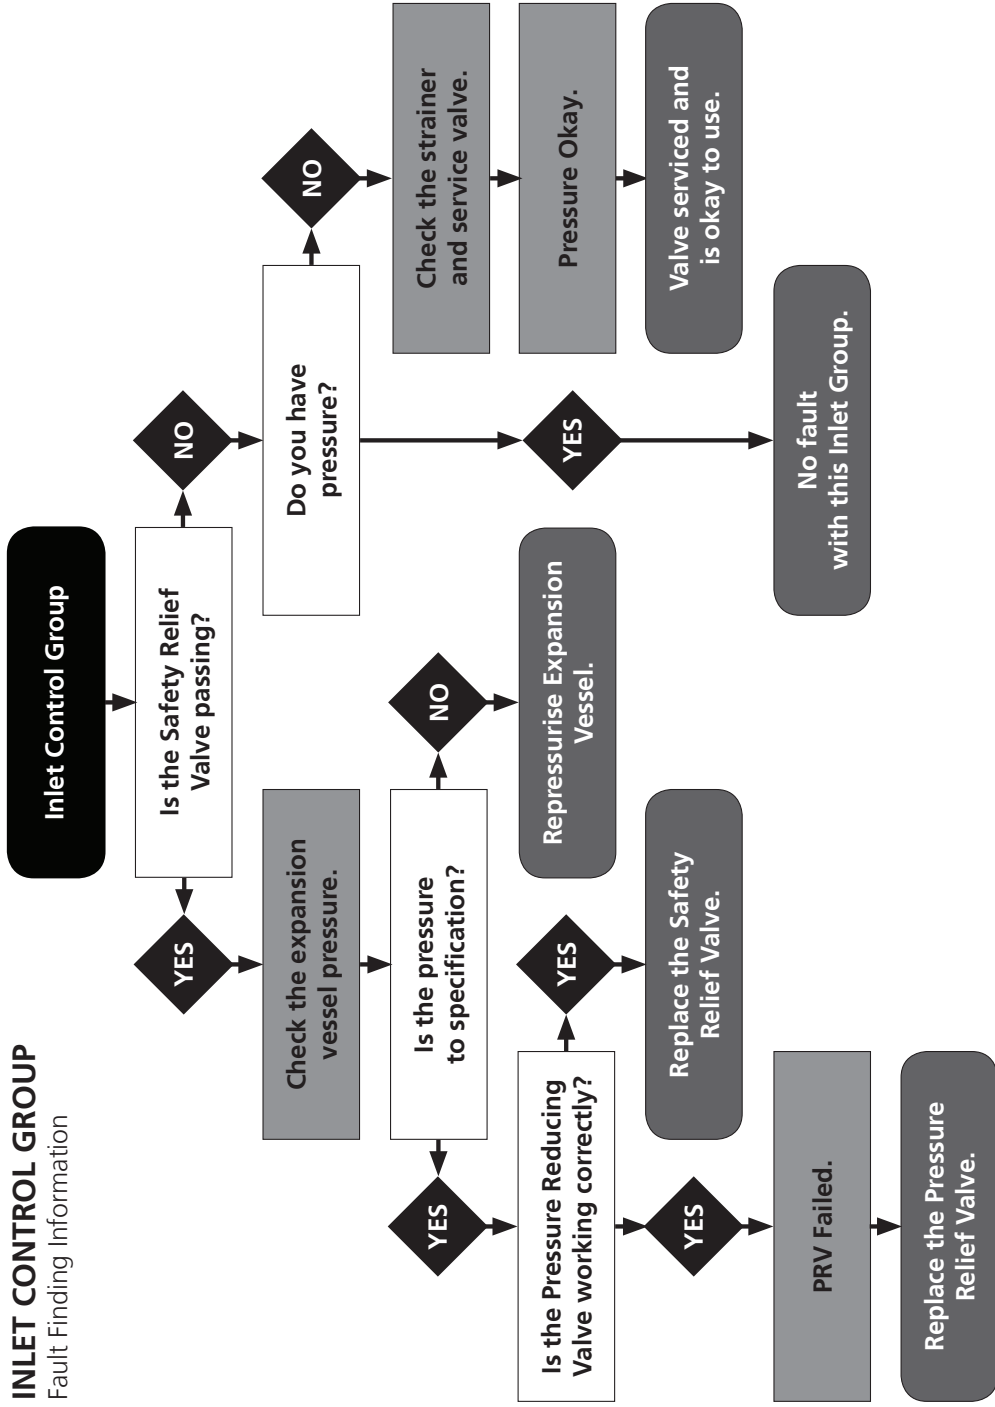 INLET CONTROL GROUP
Fault Finding Information
Inlet Control Group
Is the Safety Relief
Valve passing?
YES
NO
Check the expansion
vessel pressure.
Do you have
pressure?
NO
Is the pressure
to specification?
Check the strainer
and service valve.
YES
NO
Is the Pressure Reducing
Valve working correctly?
YES
Repressurise Expansion
Vessel.
YES
Pressure Okay.
YES
Replace the Safety
Relief Valve.
Valve serviced and
is okay to use.
PRV Failed.
No fault
with this Inlet Group.
Replace the Pressure
Relief Valve.